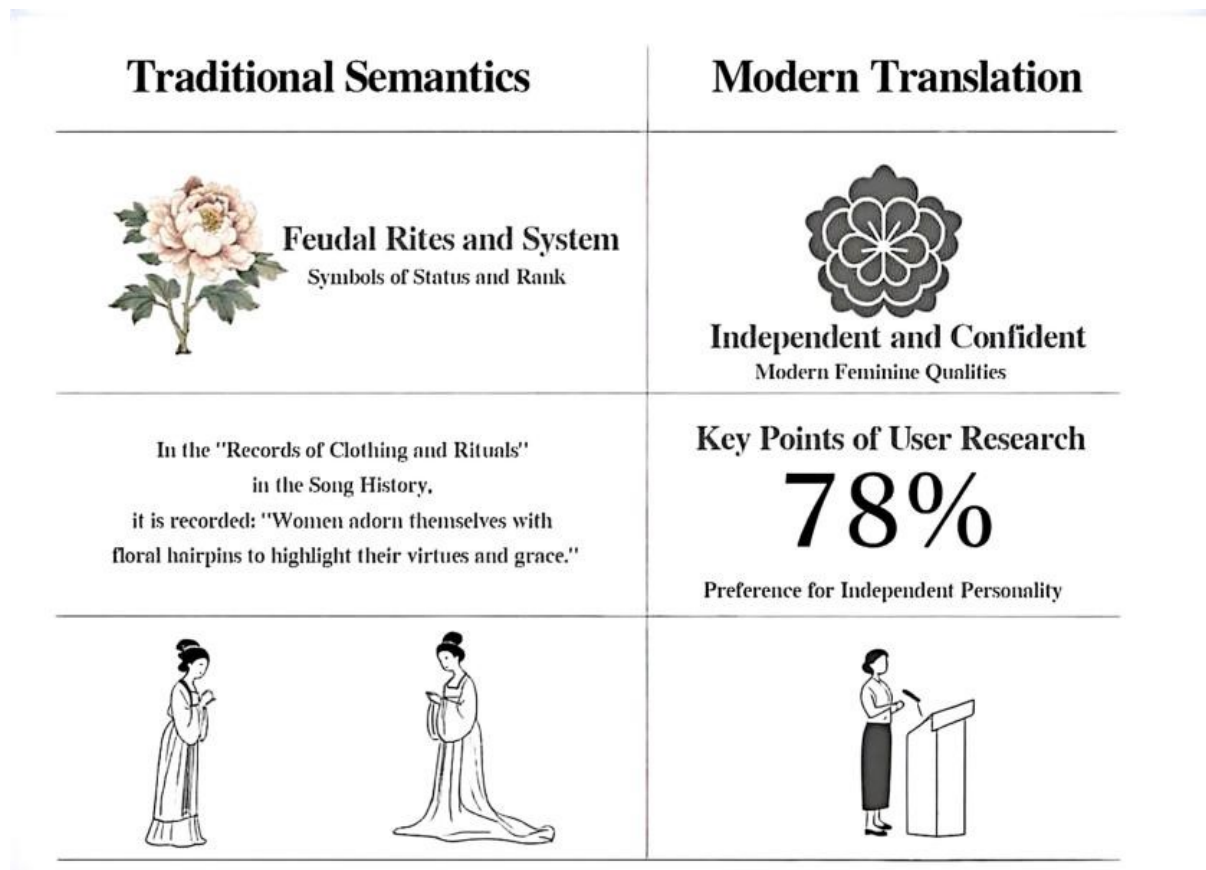 Traditional Semantics
Modern Translation
Feudal Rites and System
Symbols of Status and Rank
Independent and Confident
Modern Feminine Qualities
In the "Records of Clothing and Rituals"
in the Song History,
it is recorded: "Women adorn themselves with
floral hairpins to highlight their virtues and grace."
Key Points of User Research
78%
Preference for Independent Personality